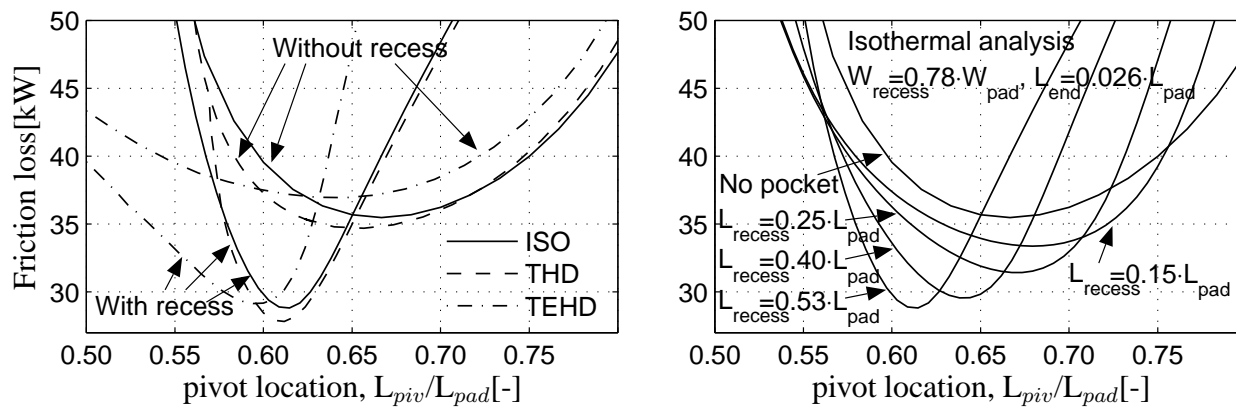 50
45
40
35
30
0.50
0.55
0.60
0.65
0.70
0.75
Friction loss[kW]
pivot location, L_piv/L_pad[-]
Without recess
With recess
ISO
THD
TEHD
50
45
40
35
30
0.50
0.55
0.60
0.65
0.70
0.75
pivot location, L_piv/L_pad[-]
Isothermal analysis
W_recess=0.78·W_pad, L_end=0.026·L_pad
No pocket
L_recess=0.25·L_pad
L_recess=0.40·L_pad
L_recess=0.53·L_pad
L_recess=0.15·L_pad